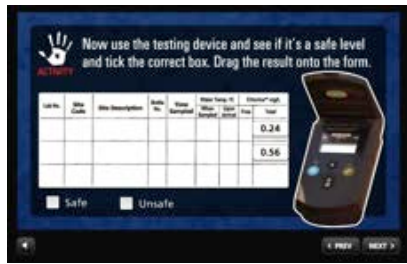 Now use the testing device and see if it's a safe level
and tick the correct box. Drag the result onto the form.
ACTIVITY
Lab No.
Site Code
Site Description
Bottle No.
Time Sampled
Water Temp. °C
When Sampled
Upon Arrival
Chlorine* mg/L
Free
Total
0.24
0.56
Safe
Unsafe
< PREV
NEXT >